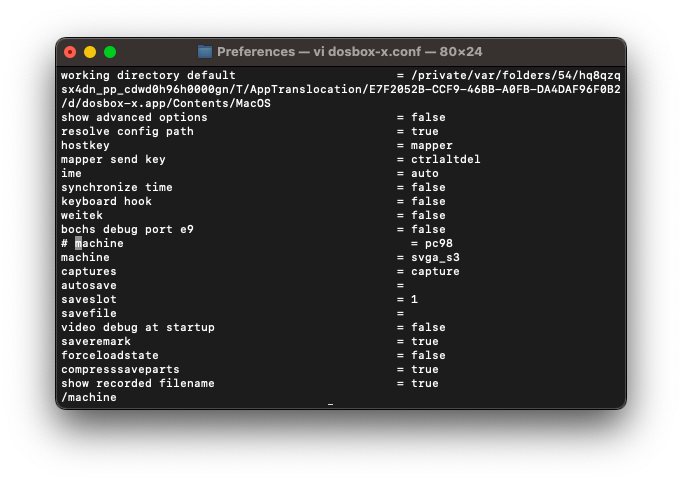 Preferences — vi dosbox-x.conf — 80×24
working directory default = /private/var/folders/54/hq8qzq
sx4dn_pp_cdwd0h96h0000gn/T/AppTranslocation/E7F2052B-CCF9-46BB-A0FB-DA4DAF96F0B2
/d/dosbox-x.app/Contents/MacOS
show advanced options = false
resolve config path = true
hostkey = mapper
mapper send key = ctrlaltdel
ime = auto
synchronize time = false
keyboard hook = false
weitek = false
bochs debug port e9 = false
# machine = pc98
machine = svga_s3
captures = capture
autosave =
saveslot = 1
savefile =
video debug at startup = false
saveremark = true
forceloadstate = false
compresssaveparts = true
show recorded filename = true
/machine